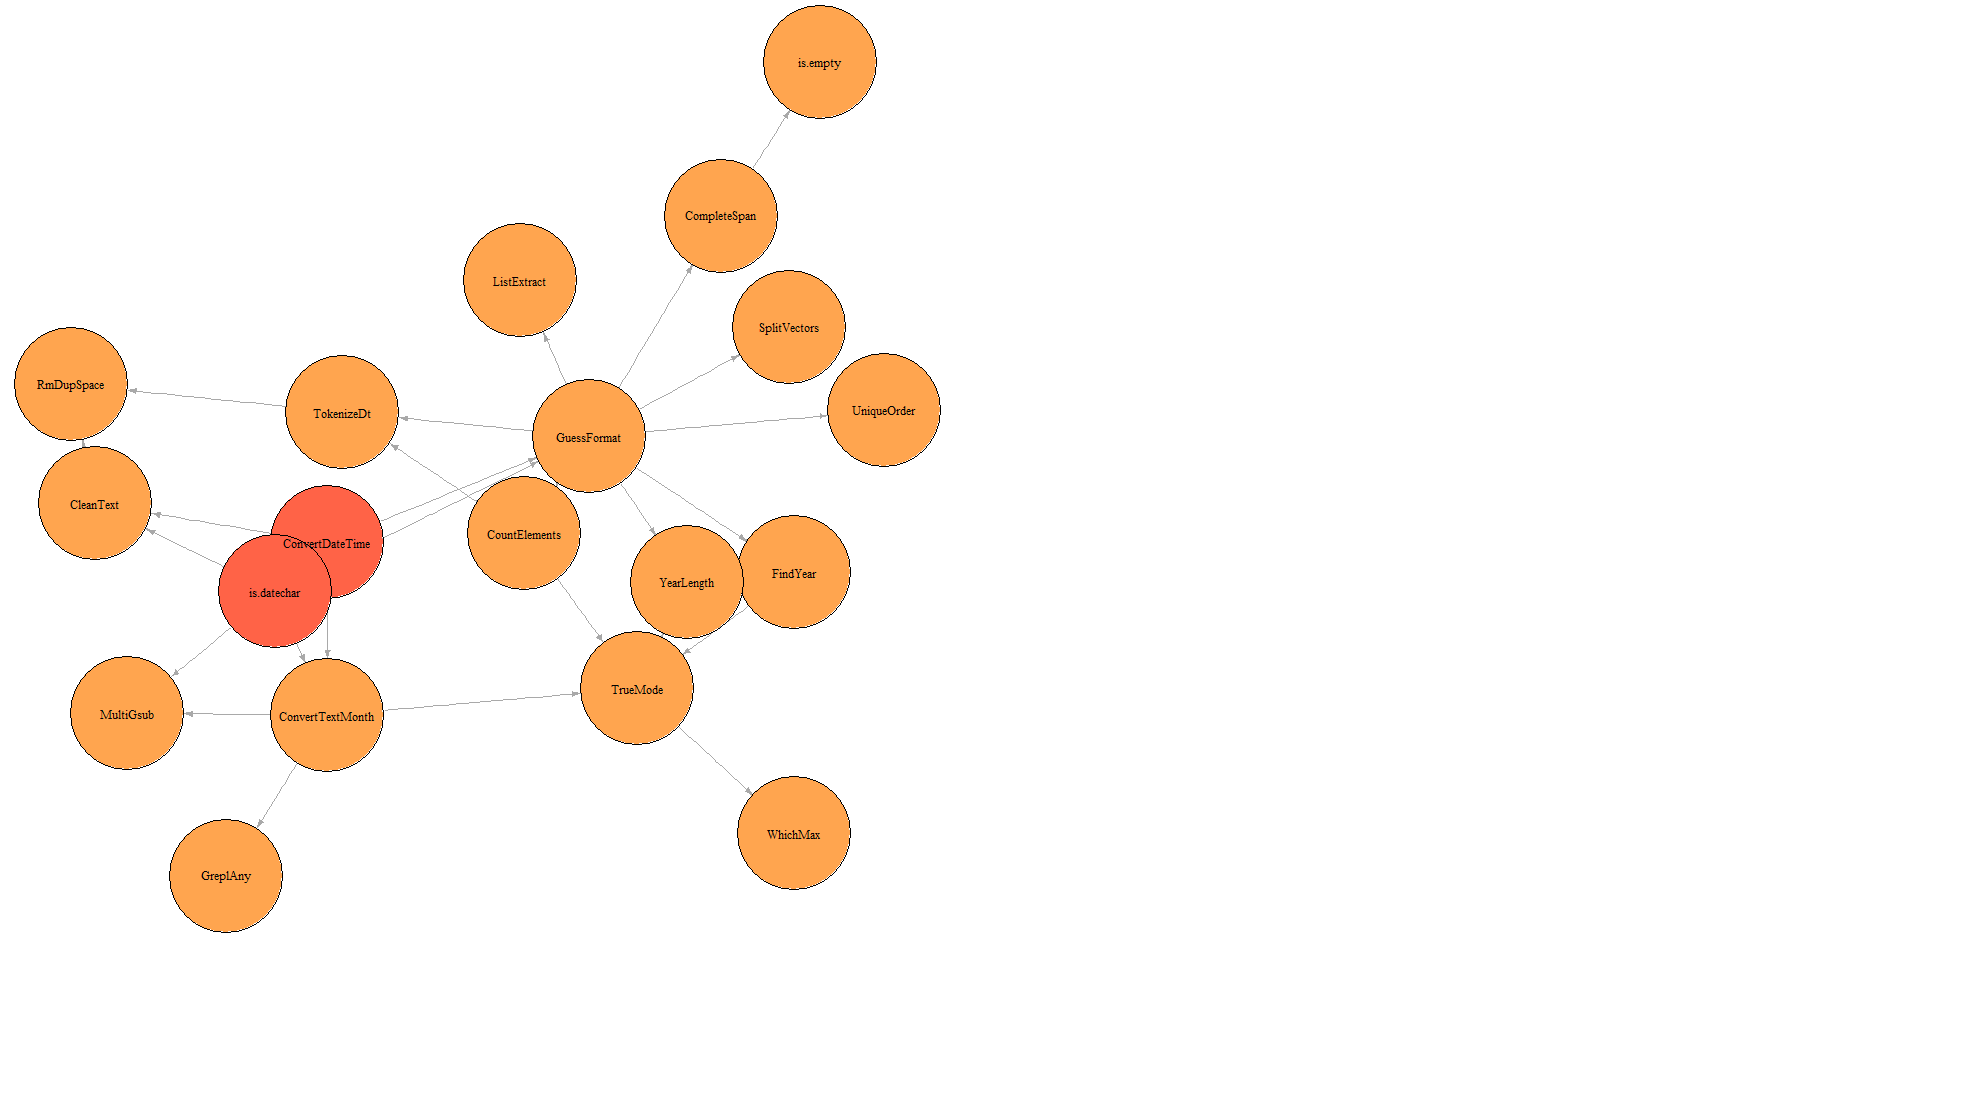 is.empty
CompleteSpan
ListExtract
SplitVectors
RmDupSpace
TokenizeDt
UniqueOrder
GuessFormat
CleanText
CountElements
ConvertDateTime
FindYear
YearLength
is.datechar
TrueMode
MultiGsub
ConvertTextMonth
WhichMax
GreplAny